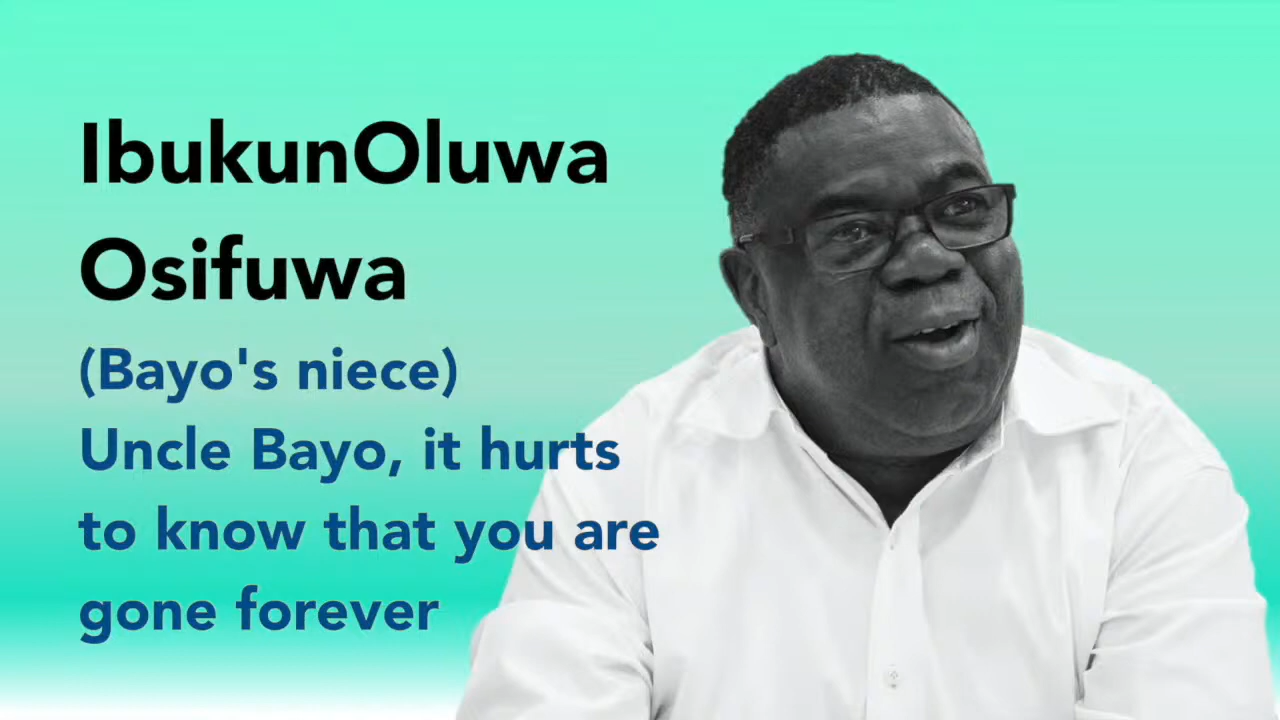 IbukunOluwa
Osifuwa
(Bayo's niece)
Uncle Bayo, it hurts
to know that you are
gone forever